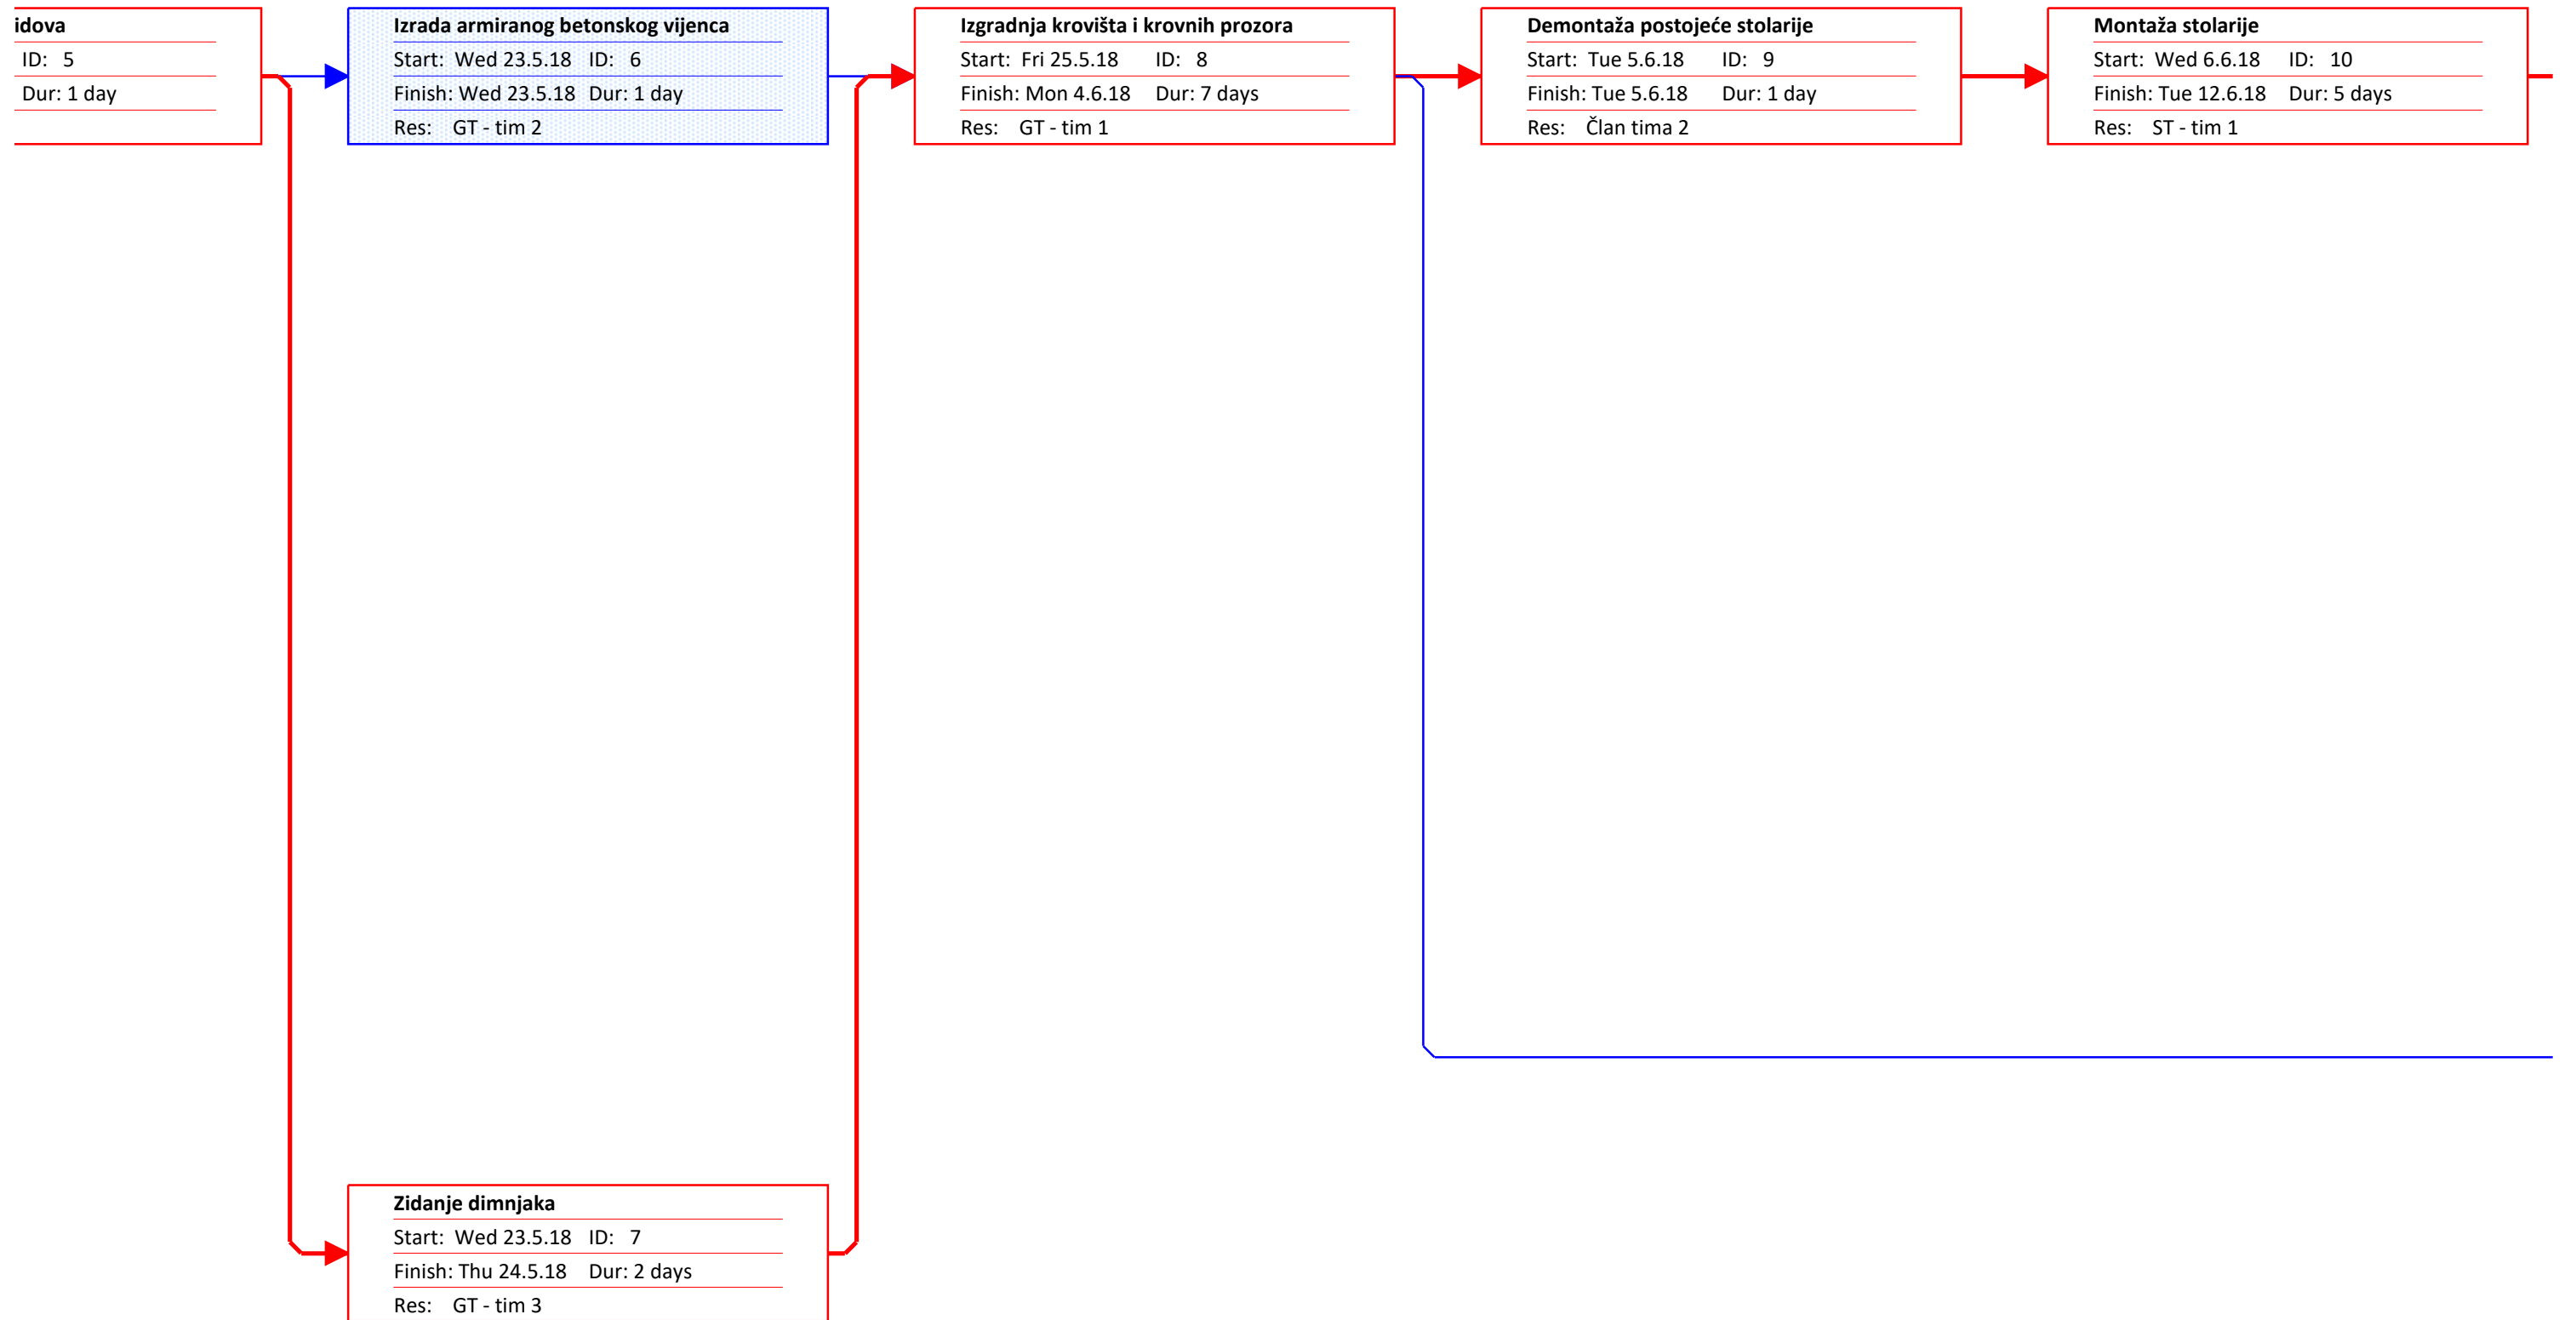 idova
ID: 5
Dur: 1 day
Izrada armiranog betonskog vijenca
Start: Wed 23.5.18 ID: 6
Finish: Wed 23.5.18 Dur: 1 day
Res: GT - tim 2
Izgradnja krovišta i krovnih prozora
Start: Fri 25.5.18 ID: 8
Finish: Mon 4.6.18 Dur: 7 days
Res: GT - tim 1
Demontaža postojeće stolarije
Start: Tue 5.6.18 ID: 9
Finish: Tue 5.6.18 Dur: 1 day
Res: Član tima 2
Montaža stolarije
Start: Wed 6.6.18 ID: 10
Finish: Tue 12.6.18 Dur: 5 days
Res: ST - tim 1
Zidanje dimnjaka
Start: Wed 23.5.18 ID: 7
Finish: Thu 24.5.18 Dur: 2 days
Res: GT - tim 3